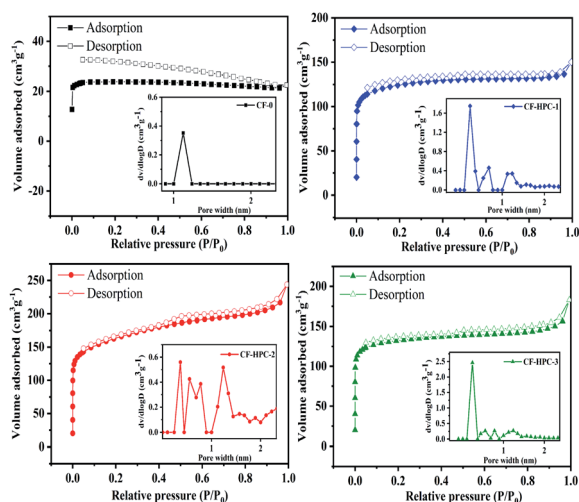 Adsorption
Desorption
Volume adsorbed (cm³g⁻¹)
60
40
20
0
-20
0.0 0.2 0.4 0.6 0.8 1.0
Relative pressure (P/P₀)
CF-0
dv/dlogD (cm³g⁻¹)
0.6
0.4
0.2
0.0
1 2
Pore width (nm)
Adsorption
Desorption
Volume adsorbed (cm³g⁻¹)
200
150
100
50
0
0.0 0.2 0.4 0.6 0.8 1.0
Relative pressure (P/P₀)
CF-HPC-1
dv/dlogD (cm³g⁻¹)
2.0
1.5
1.0
0.5
0.0
1 2
Pore width (nm)
Adsorption
Desorption
Volume adsorbed (cm³g⁻¹)
250
200
150
100
50
0
0.0 0.2 0.4 0.6 0.8 1.0
Relative pressure (P/P₀)
CF-HPC-2
dv/dlogD (cm³g⁻¹)
0.6
0.4
0.2
0.0
1 2
Pore width (nm)
Adsorption
Desorption
Volume adsorbed (cm³g⁻¹)
200
150
100
50
0
0.0 0.2 0.4 0.6 0.8 1.0
Relative pressure (P/P₀)
CF-HPC-3
dv/dlogD (cm³g⁻¹)
2.5
2.0
1.5
1.0
0.5
0.0
1 2
Pore width (nm)